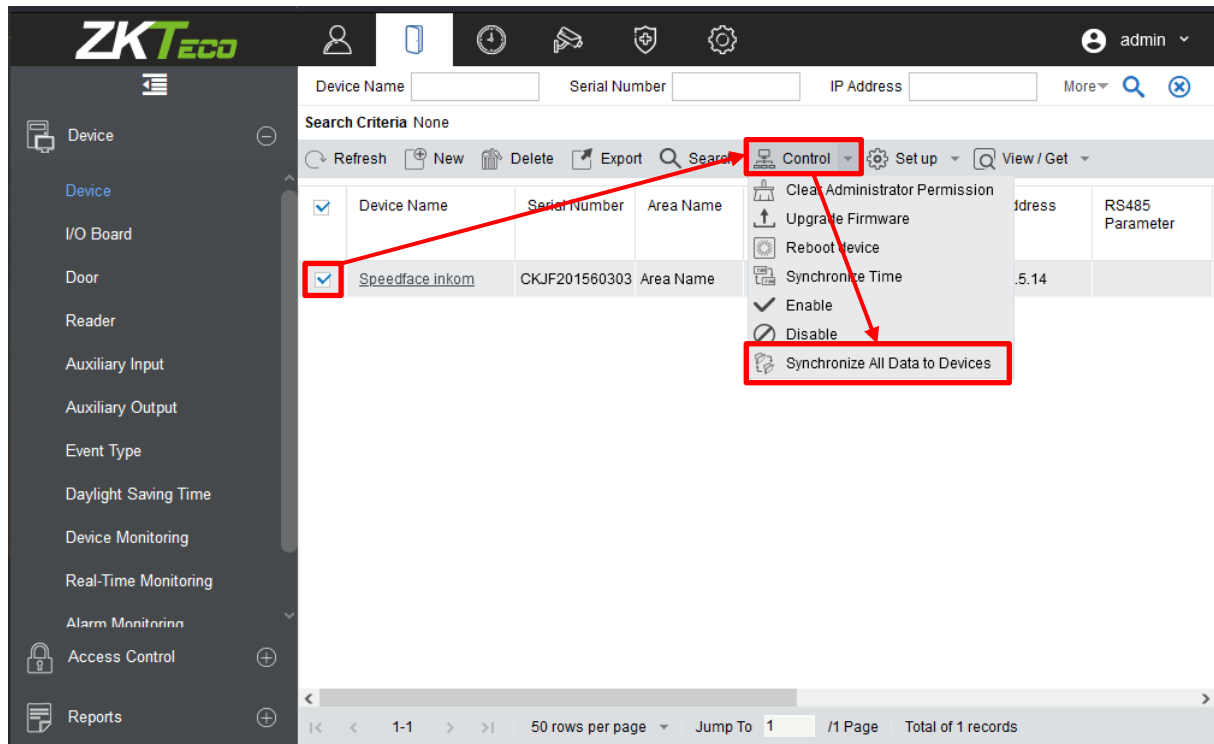 ZKTECO
admin
Device Name Serial Number IP Address More
Search Criteria None
Refresh New Delete Export Search Control Set up View / Get
Device
Device
I/O Board
Door
Reader
Auxiliary Input
Auxiliary Output
Event Type
Daylight Saving Time
Device Monitoring
Real-Time Monitoring
Alarm Monitoring
Access Control
Reports
Device Name Serial Number Area Name RS485 Parameter
Speedface inkom CKJF201560303 Area Name .5.14
Clear Administrator Permission
Upgrade Firmware
Reboot device
Synchronize Time
Enable
Disable
Synchronize All Data to Devices
1-1 50 rows per page Jump To 1 /1 Page Total of 1 records